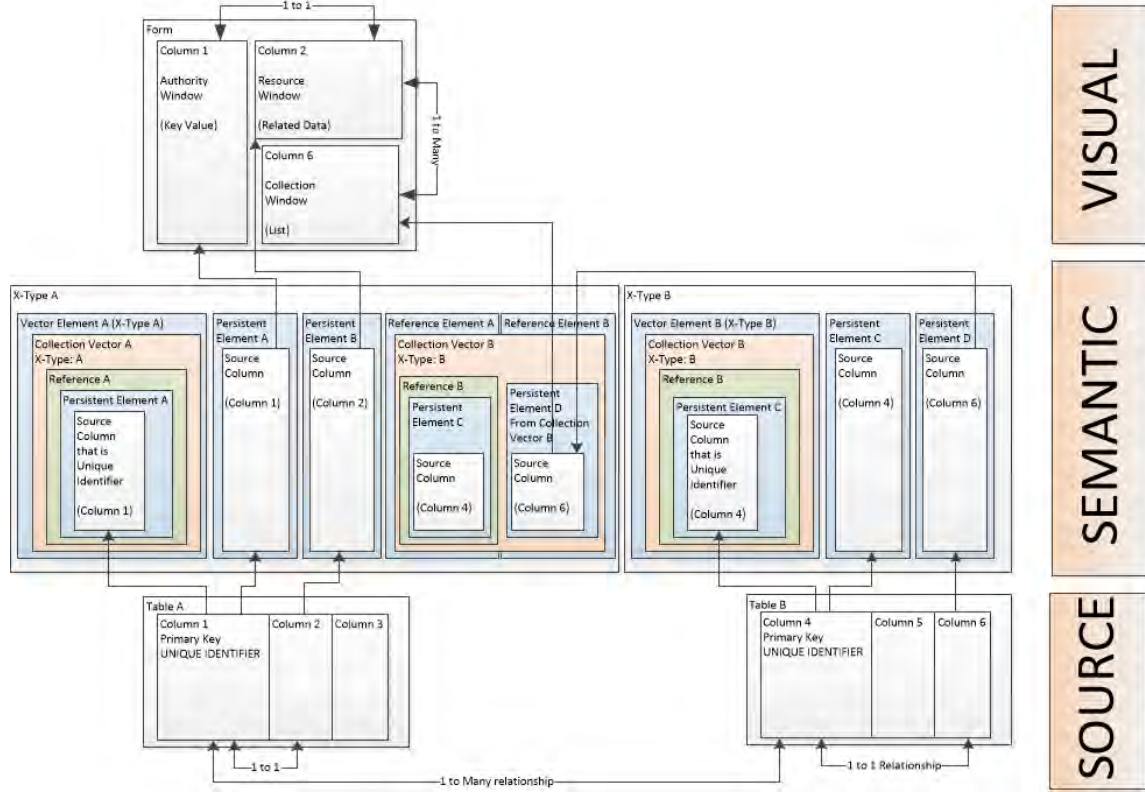 1 to 1
Form
Column 1
Authority
Window
(Key Value)
Column 2
Resource
Window
(Related Data)
1 to Many
Column 6
Collection
Window
(List)
VISUAL
X-Type A
Vector Element A (X-Type A)
Collection Vector A
X-Type: A
Reference A
Persistent Element A
Source
Column
that is
Unique
Identifier
(Column 1)
Persistent
Element A
Source
Column
(Column 1)
Persistent
Element B
Source
Column
(Column 2)
Reference Element A
Reference Element B
Collection Vector B
X-Type: B
Reference B
Persistent
Element C
Source
Column
(Column 4)
Persistent
Element D
From Collection
Vector B
Source
Column
(Column 6)
X-Type B
Vector Element B (X-Type B)
Collection Vector B
X-Type: B
Reference B
Persistent Element C
Source
Column
that is
Unique
Identifier
(Column 4)
Persistent
Element C
Source
Column
(Column 4)
Persistent
Element D
Source
Column
(Column 6)
SEMANTIC
Table A
Column 1
Primary Key
UNIQUE IDENTIFIER
Column 2
Column 3
1 to 1
Table B
Column 4
Primary Key
UNIQUE IDENTIFIER
Column 5
Column 6
1 to 1 Relationship
1 to Many relationship
SOURCE